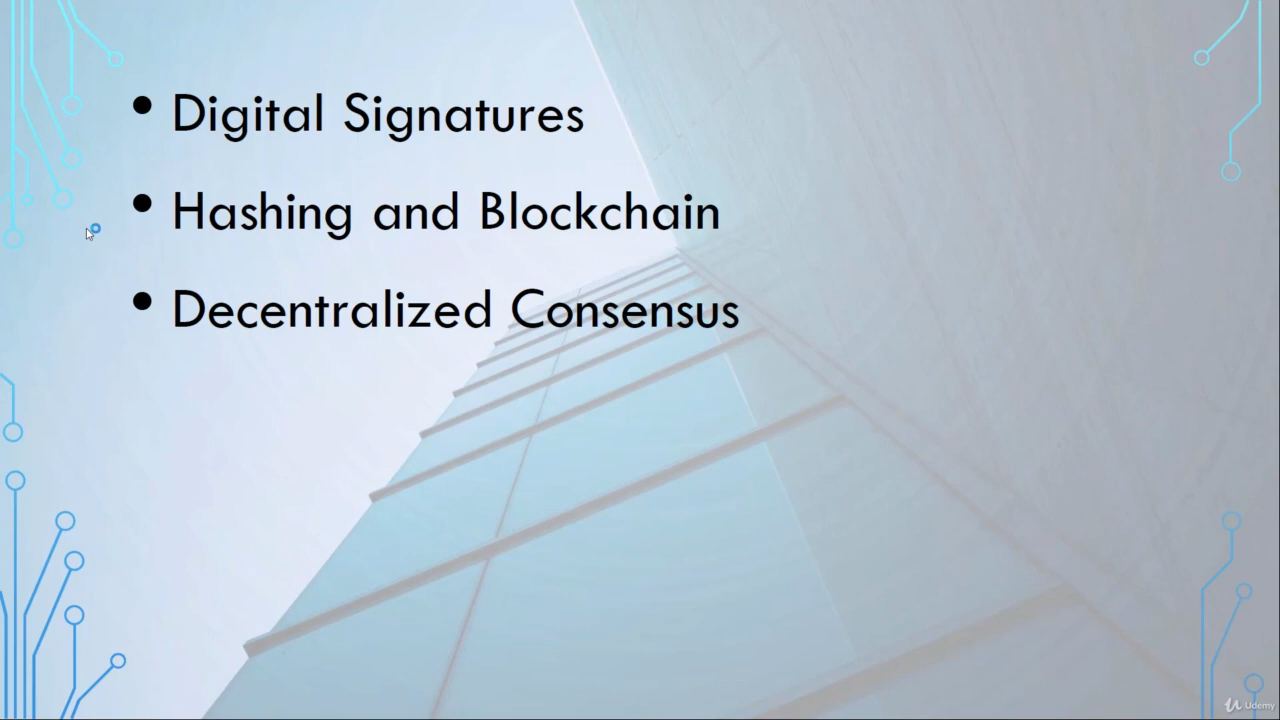 • Digital Signatures
• Hashing and Blockchain
• Decentralized Consensus
Udemy